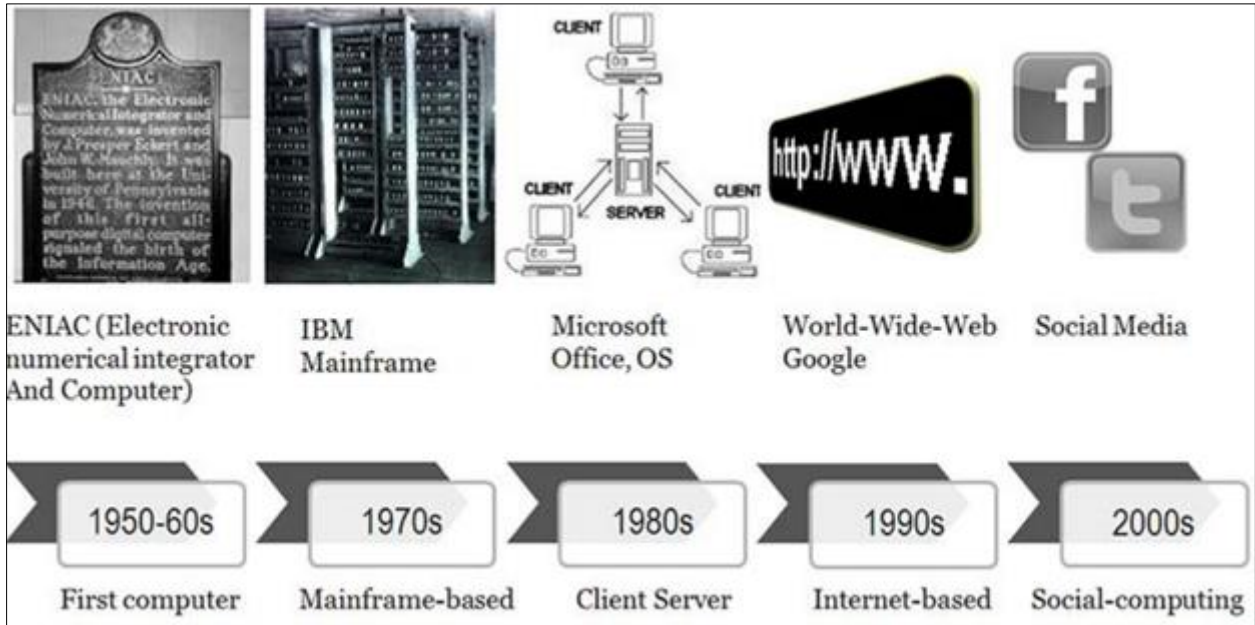 ENIAC
ENIAC, the Electronic
Numerical Integrator and
Computer, was invented
by J. Presper Eckert and
John W. Mauchly. It was
built here at the Uni-
versity of Pennsylvania
in 1946. The invention
of this first all-
purpose digital computer
signaled the birth of
the Information Age.
CLIENT
CLIENT
CLIENT
SERVER
http://www.
f
t
ENIAC (Electronic
numerical integrator
And Computer)
IBM
Mainframe
Microsoft
Office, OS
World-Wide-Web
Google
Social Media
1950-60s
1970s
1980s
1990s
2000s
First computer
Mainframe-based
Client Server
Internet-based
Social-computing